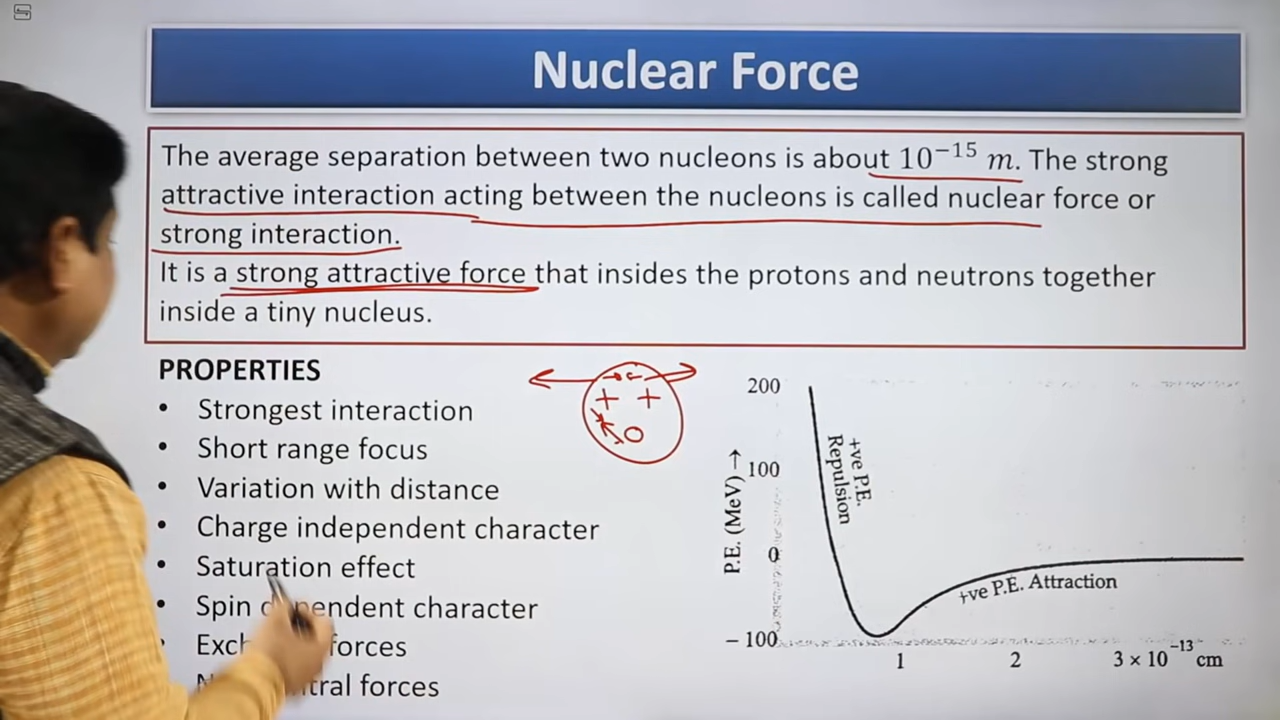 Nuclear Force
The average separation between two nucleons is about 10⁻¹⁵ m. The strong
attractive interaction acting between the nucleons is called nuclear force or
strong interaction.
It is a strong attractive force that insides the protons and neutrons together
inside a tiny nucleus.
PROPERTIES
• Strongest interaction
• Short range focus
• Variation with distance
• Charge independent character
• Saturation effect
• Spin dependent character
forces
forces
+ +
O
P.E. (MeV) →
200
100
0
− 100
+ve P.E.
Repulsion
+ve P.E. Attraction
1 2 3 × 10⁻¹³ cm